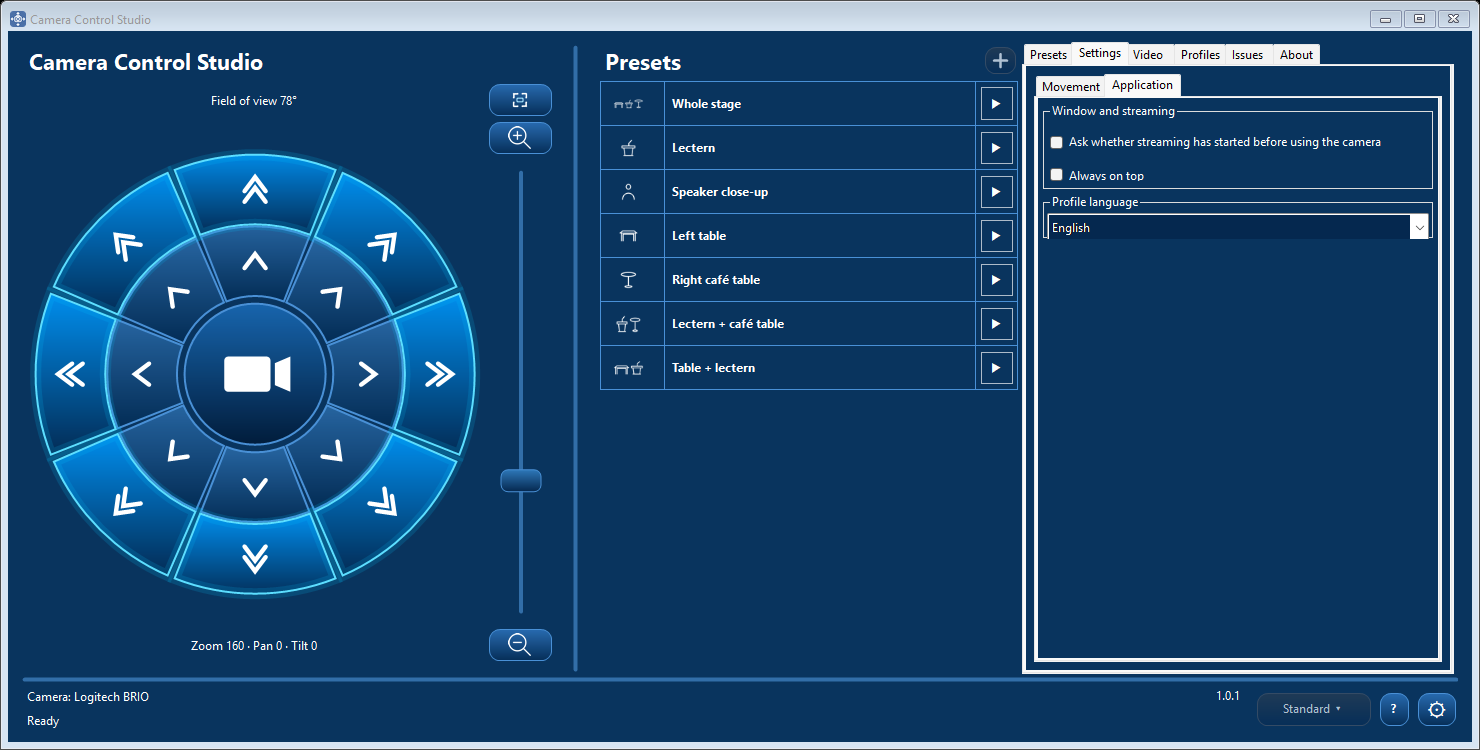 Camera Control Studio
Camera Control Studio
Field of view 78°
Zoom 160 · Pan 0 · Tilt 0
Presets
Whole stage
Lectern
Speaker close-up
Left table
Right café table
Lectern + café table
Table + lectern
Presets Settings Video Profiles Issues About
Movement Application
Window and streaming
Ask whether streaming has started before using the camera
Always on top
Profile language
English
Camera: Logitech BRIO
Ready
1.0.1
Standard
?